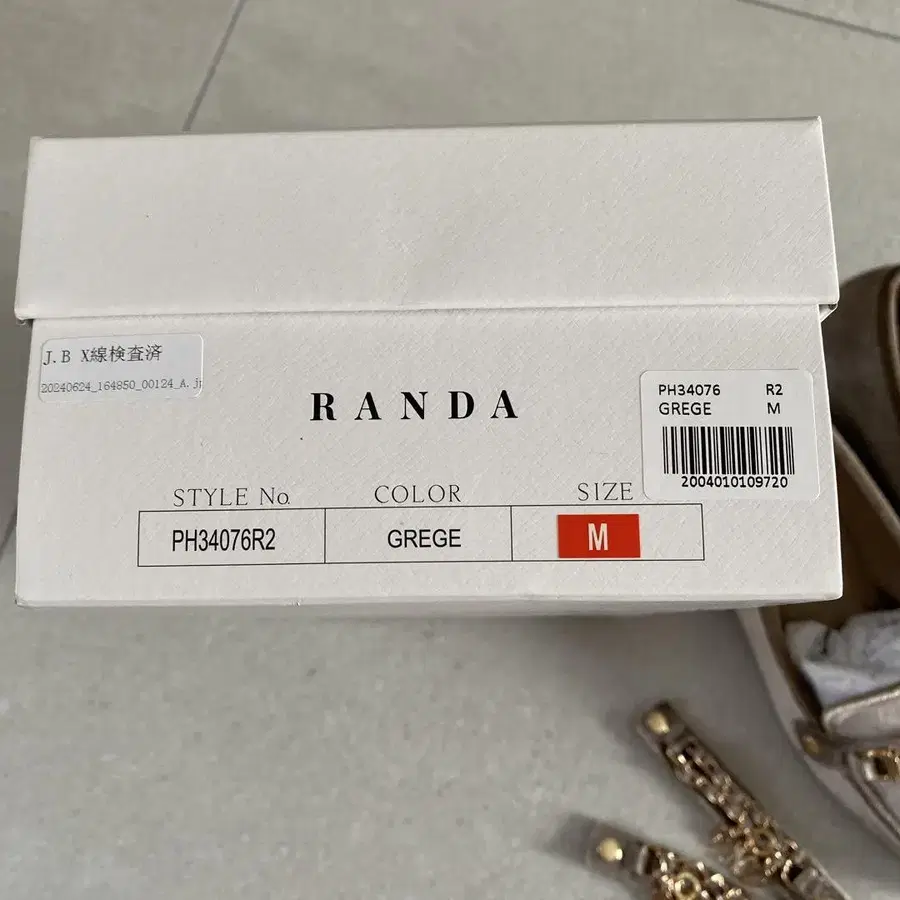 J.B X線検査済
20240624_164850_00124_A.j
RANDA
PH34076 R2
GREGE M
2004010109720
STYLE No. COLOR SIZE
PH34076R2 GREGE M